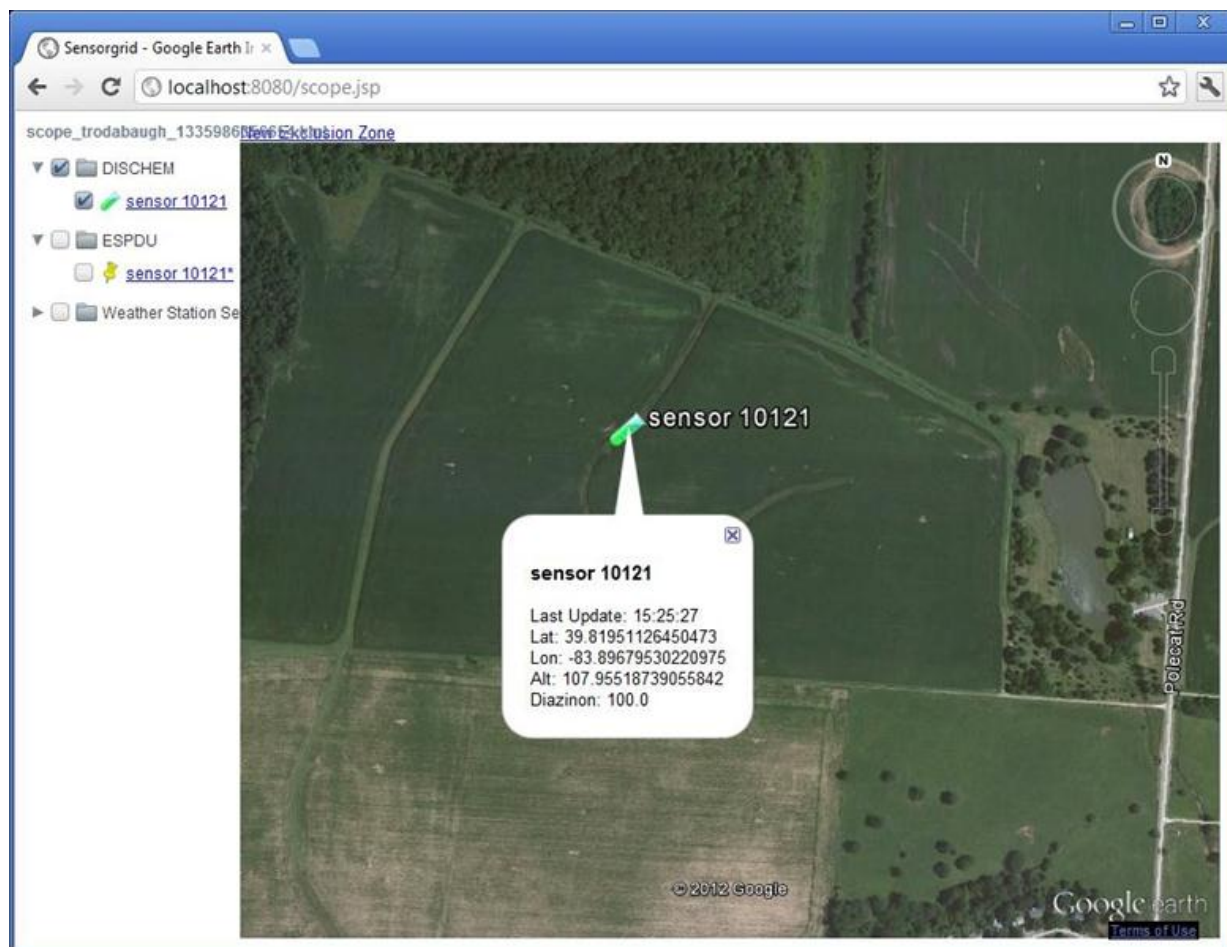 Sensorgrid - Google Earth Ir
localhost:8080/scope.jsp
scope_trodabaugh_1335986
New Exclusion Zone
DISCHEM
sensor 10121
ESPDU
sensor 10121*
Weather Station Se
N
sensor 10121
sensor 10121
Last Update: 15:25:27
Lat: 39.81951126450473
Lon: -83.89679530220975
Alt: 107.95518739055842
Diazinon: 100.0
Polecat Rd
© 2012 Google
Google earth
Terms of Use